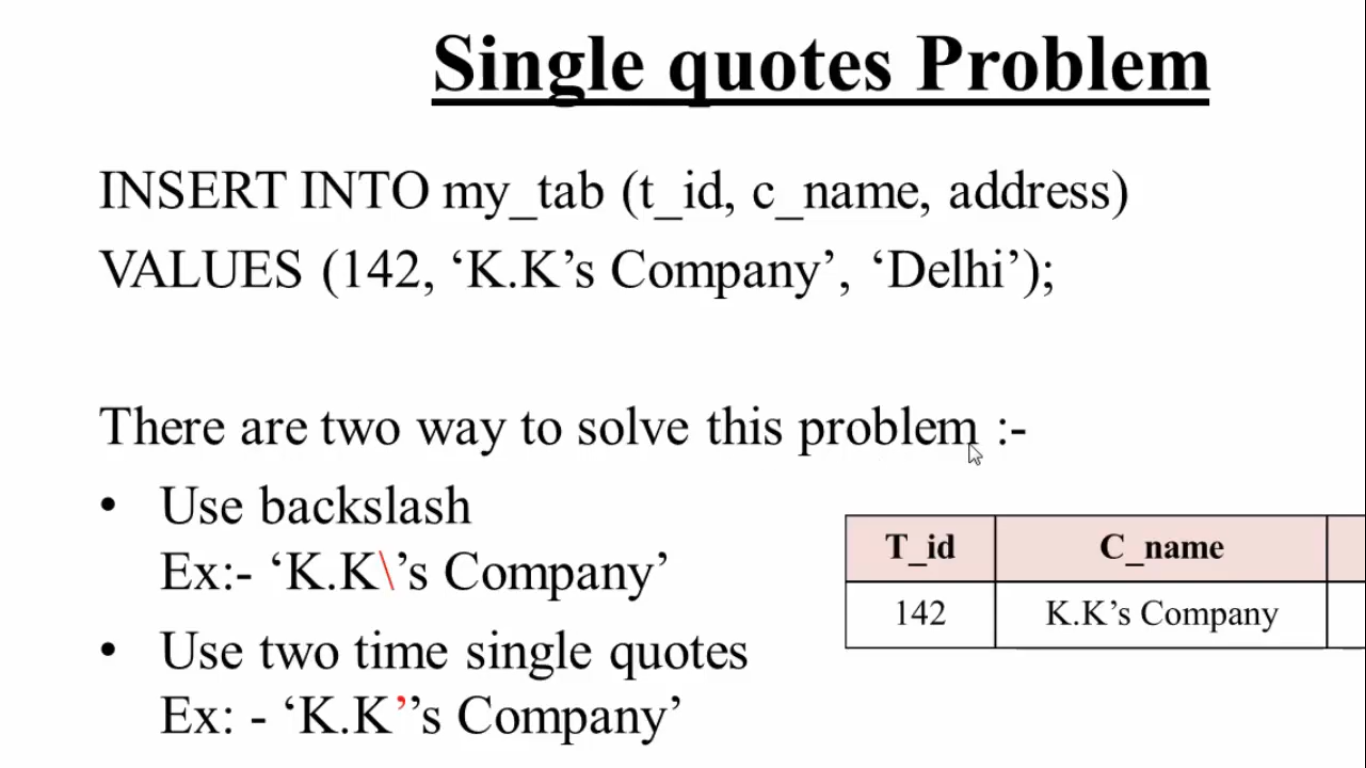 Single quotes Problem
INSERT INTO my_tab (t_id, c_name, address)
VALUES (142, ‘K.K’s Company’, ‘Delhi’);
There are two way to solve this problem :-
• Use backslash
Ex:- ‘K.K\’s Company’
• Use two time single quotes
Ex: - ‘K.K’’s Company’
T_id C_name
142 K.K’s Company